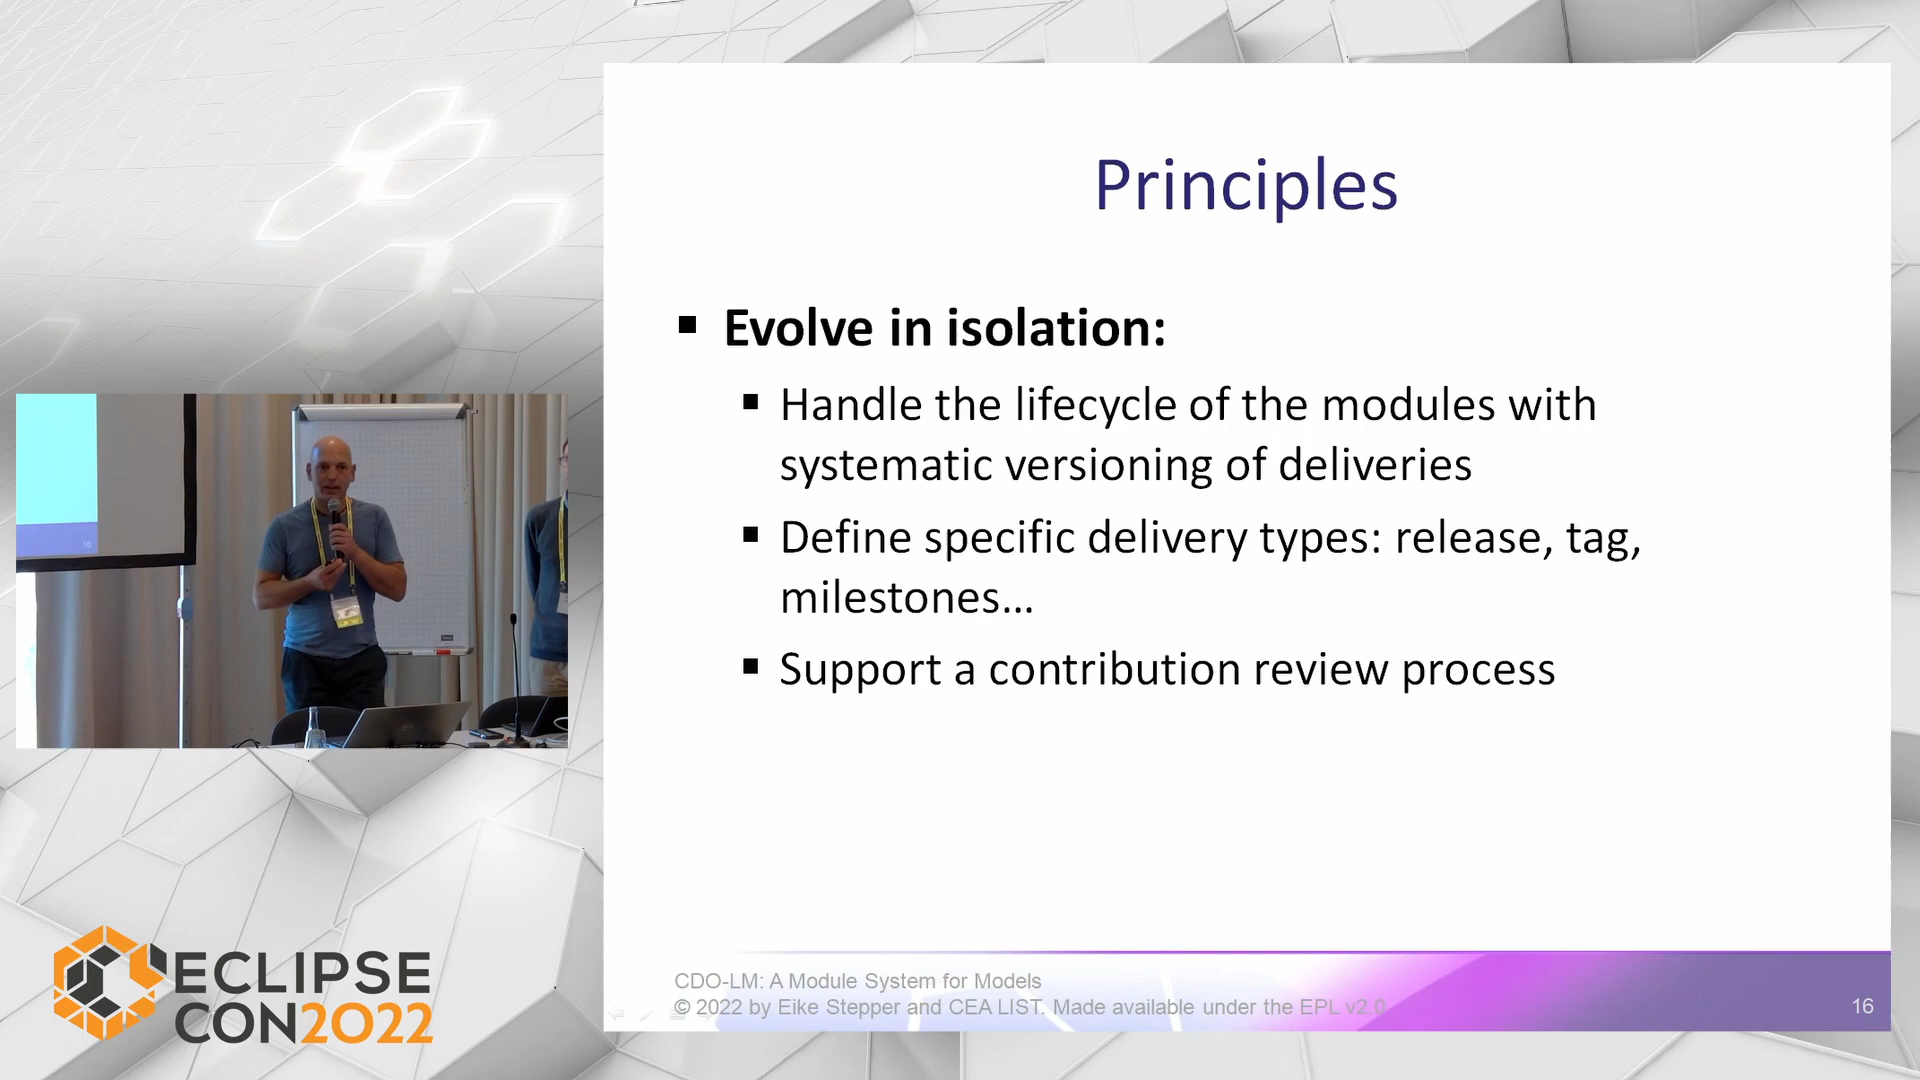 Principles
▪ Evolve in isolation:
▪ Handle the lifecycle of the modules with
systematic versioning of deliveries
▪ Define specific delivery types: release, tag,
milestones…
▪ Support a contribution review process
CDO-LM: A Module System for Models
© 2022 by Eike Stepper and CEA LIST. Made available under the EPL v2.0
16
16
ECLIPSE
CON2022